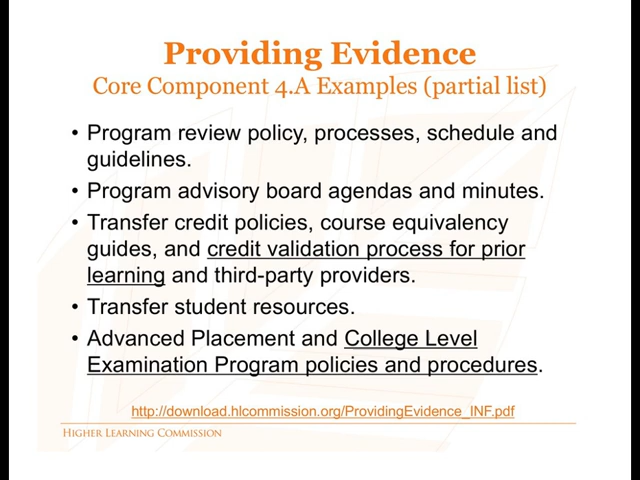 Providing Evidence
Core Component 4.A Examples (partial list)
• Program review policy, processes, schedule and
guidelines.
• Program advisory board agendas and minutes.
• Transfer credit policies, course equivalency
guides, and credit validation process for prior
learning and third-party providers.
• Transfer student resources.
• Advanced Placement and College Level
Examination Program policies and procedures.
http://download.hlcommission.org/ProvidingEvidence_INF.pdf
Higher Learning Commission